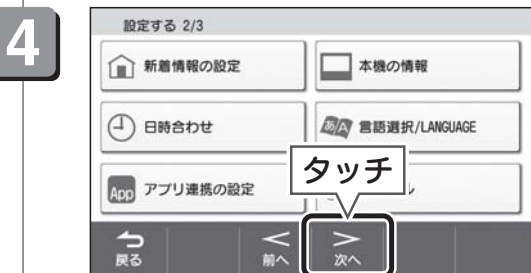 4
設定する 2/3
新着情報の設定
本機の情報
日時合わせ
あ/A 言語選択/LANGUAGE
App アプリ連携の設定
タッチ
戻る
前へ
次へ